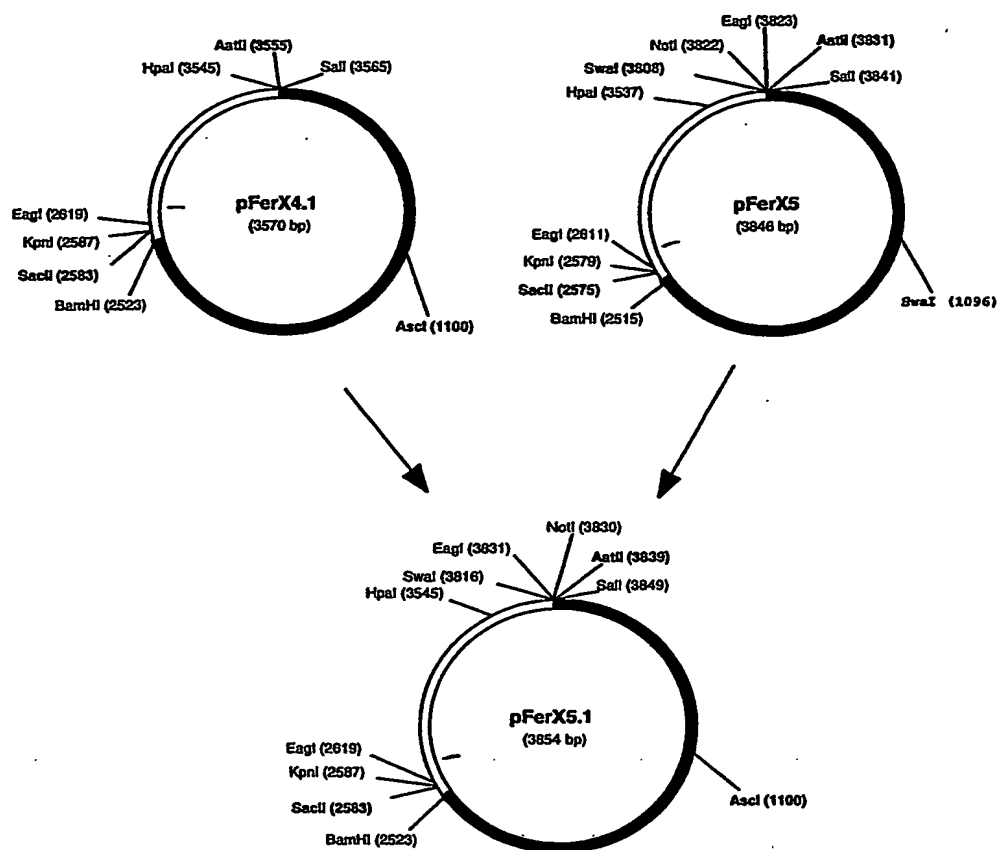 AatII (3555)
HpaI (3545)
SalI (3565)
pFerX4.1
(3570 bp)
EagI (2619)
KpnI (2587)
SacII (2583)
BamHI (2523)
AscI (1100)
EagI (3823)
NotI (3822)
AatII (3831)
SwaI (3808)
SalI (3841)
HpaI (3537)
pFerX5
(3846 bp)
EagI (2611)
KpnI (2579)
SacII (2575)
BamHI (2515)
SwaI (1096)
NotI (3830)
EagI (3831)
AatII (3839)
SwaI (3816)
SalI (3849)
HpaI (3545)
pFerX5.1
(3854 bp)
EagI (2619)
KpnI (2587)
SacII (2583)
BamHI (2523)
AscI (1100)